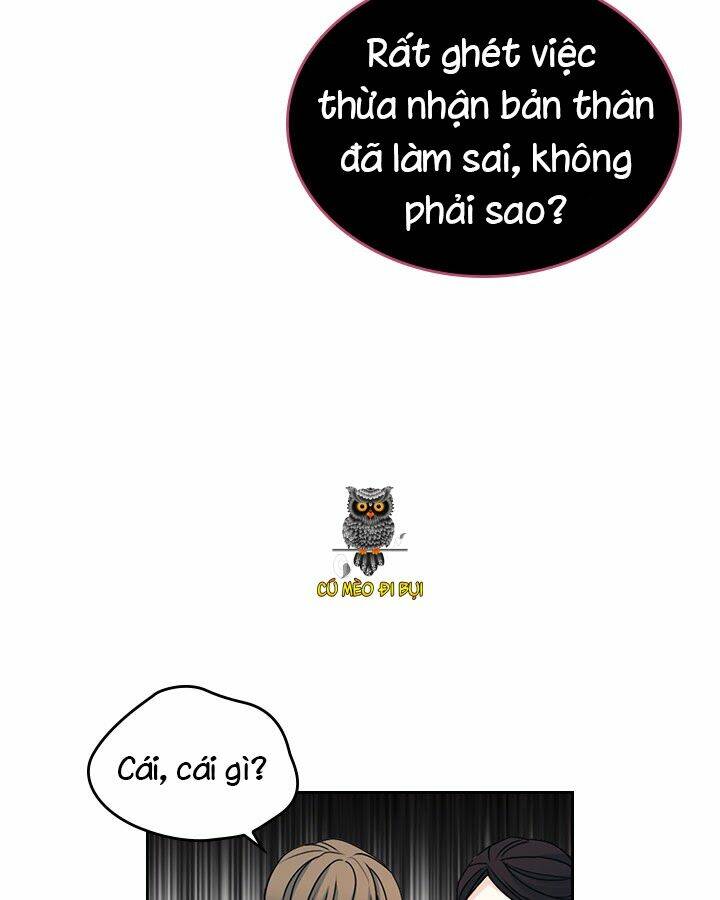 Rất ghét việc
thừa nhận bản thân
đã làm sai, không
phải sao?
CÚ MÈO ĐI BỤI
Cái, cái gì?